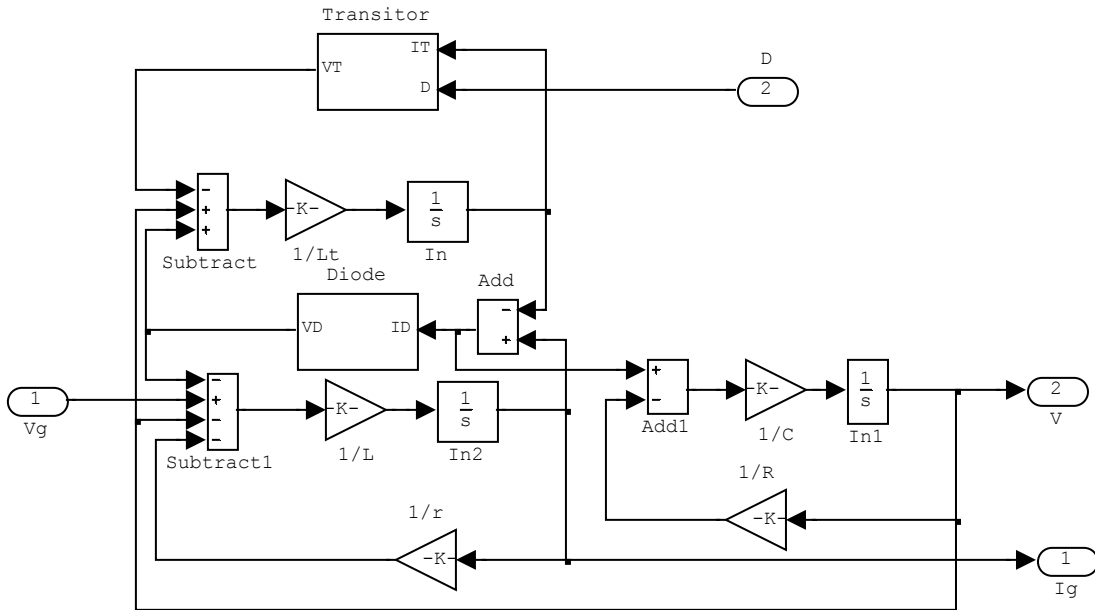 Transitor
IT
VT
D
D
2
-
+
+
-K-
1
s
Subtract
1/Lt
In
Diode
Add
VD
ID
-
+
1
Vg
-
+
-
-
-K-
1
s
Subtract1
1/L
In2
+
-
-K-
1
s
Add1
1/C
In1
2
V
1/R
-K-
1/r
-K-
1
Ig